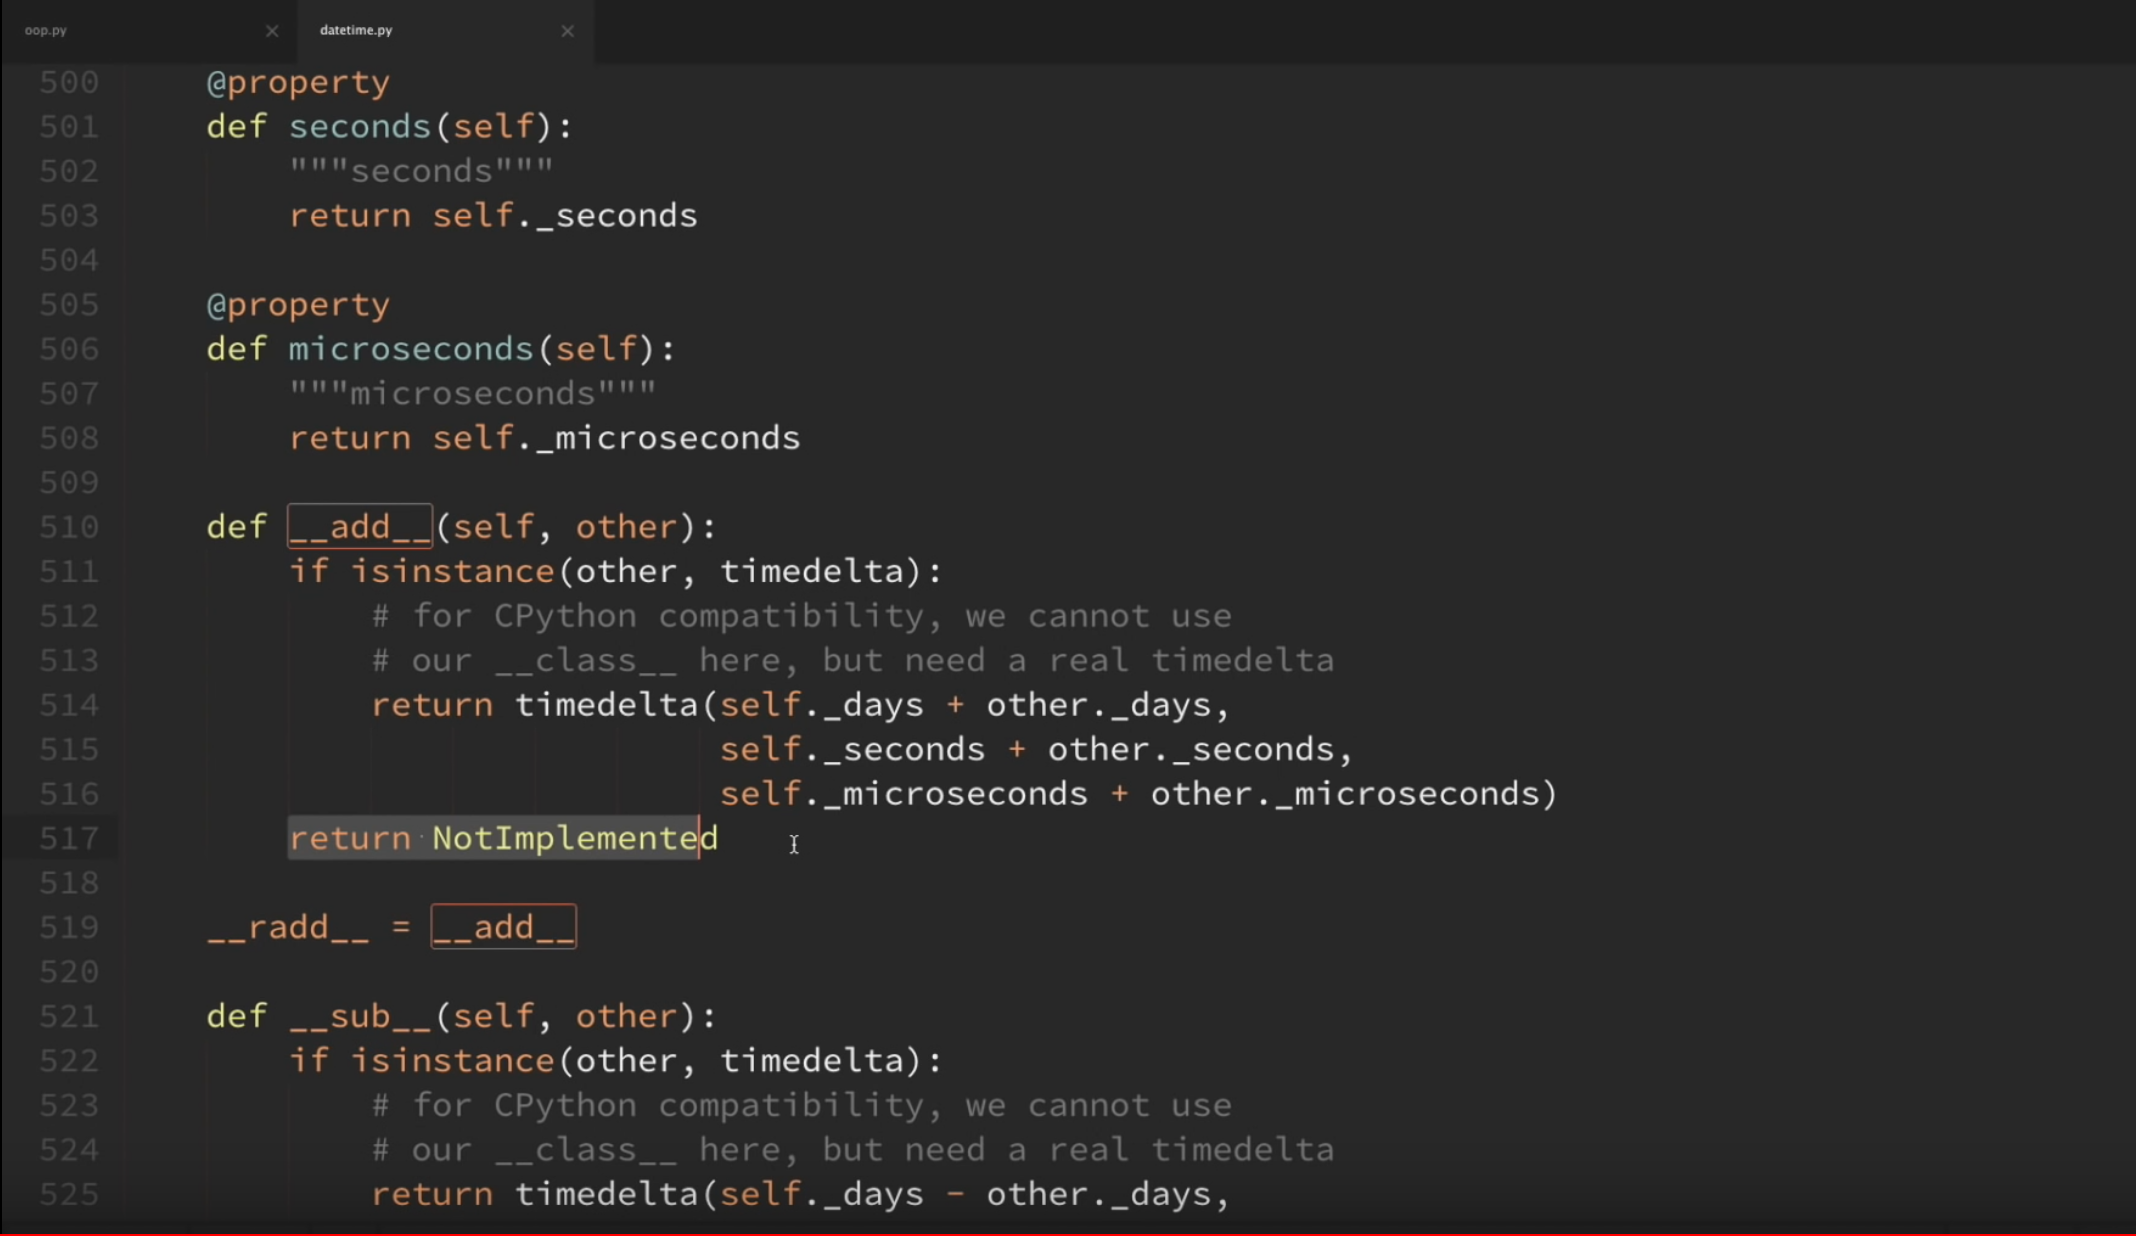 oop.py × datetime.py ×
500 @property
501 def seconds(self):
502 """seconds"""
503 return self._seconds
504
505 @property
506 def microseconds(self):
507 """microseconds"""
508 return self._microseconds
509
510 def __add__(self, other):
511 if isinstance(other, timedelta):
512 # for CPython compatibility, we cannot use
513 # our __class__ here, but need a real timedelta
514 return timedelta(self._days + other._days,
515 self._seconds + other._seconds,
516 self._microseconds + other._microseconds)
517 return NotImplemented
518
519 __radd__ = __add__
520
521 def __sub__(self, other):
522 if isinstance(other, timedelta):
523 # for CPython compatibility, we cannot use
524 # our __class__ here, but need a real timedelta
525 return timedelta(self._days - other._days,